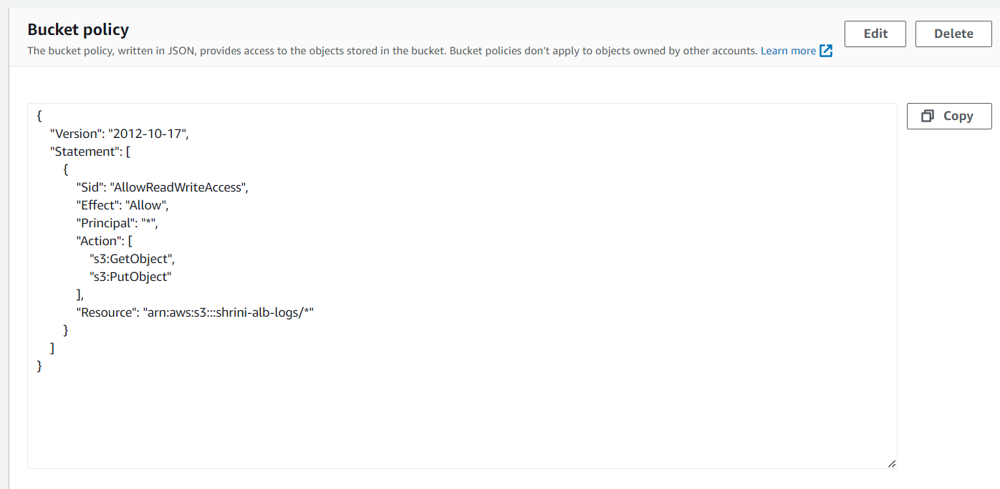 Bucket policy
Edit
Delete
The bucket policy, written in JSON, provides access to the objects stored in the bucket. Bucket policies don't apply to objects owned by other accounts. Learn more
Copy
{
"Version": "2012-10-17",
"Statement": [
{
"Sid": "AllowReadWriteAccess",
"Effect": "Allow",
"Principal": "*",
"Action": [
"s3:GetObject",
"s3:PutObject"
],
"Resource": "arn:aws:s3:::shrini-alb-logs/*"
}
]
}